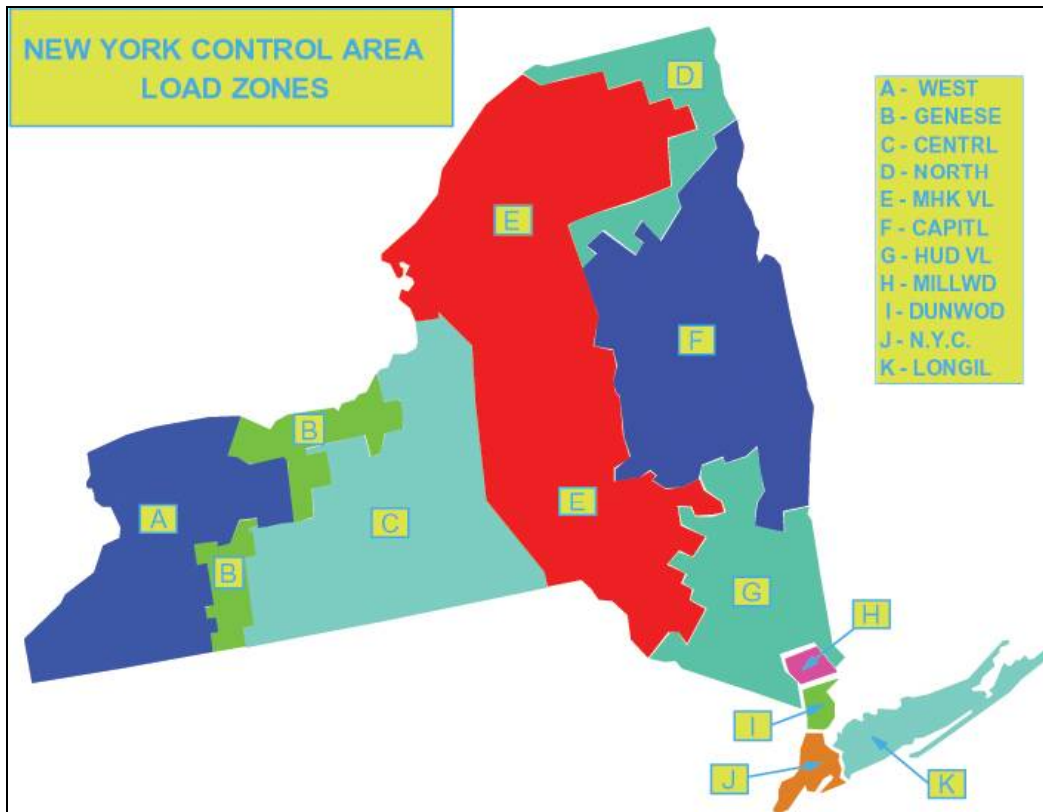 NEW YORK CONTROL AREA
LOAD ZONES
A - WEST
B - GENESE
C - CENTRL
D - NORTH
E - MHK VL
F - CAPITL
G - HUD VL
H - MILLWD
I - DUNWOD
J - N.Y.C.
K - LONGIL
D
E
F
B
A
C
E
B
G
H
I
J
K